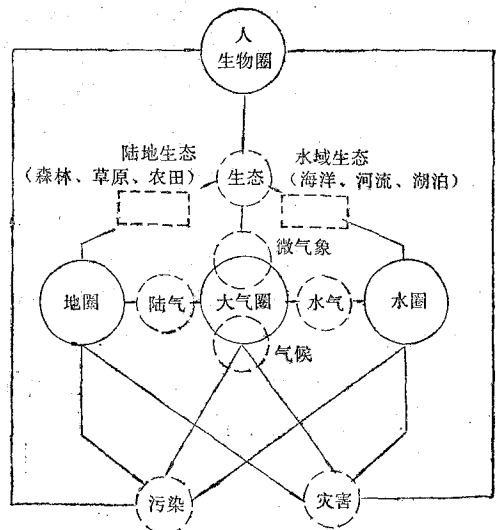 人
生物圈
陆地生态
（森林、草原、农田）
生态
水域生态
（海洋、河流、湖泊）
微气象
地圈
陆气
大气圈
水气
水圈
气候
污染
灾害